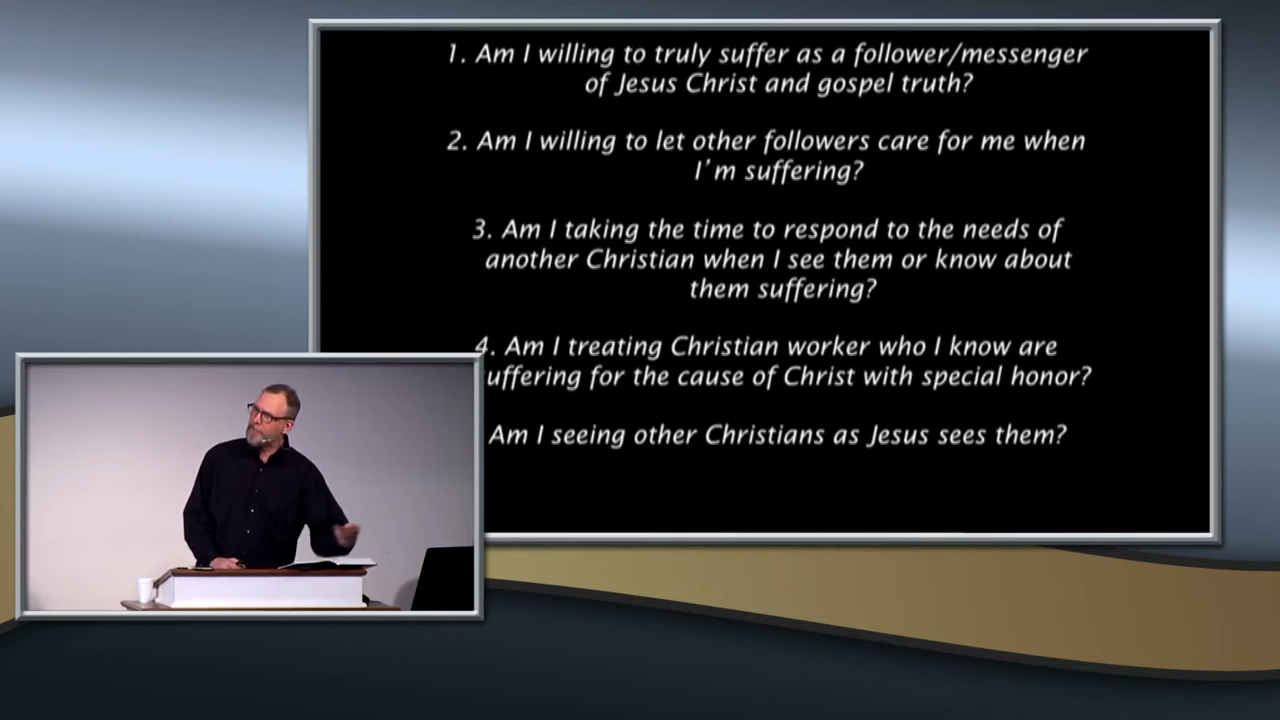 1. Am I willing to truly suffer as a follower/messenger
of Jesus Christ and gospel truth?
2. Am I willing to let other followers care for me when
I'm suffering?
3. Am I taking the time to respond to the needs of
another Christian when I see them or know about
them suffering?
4. Am I treating Christian worker who I know are
uffering for the cause of Christ with special honor?
Am I seeing other Christians as Jesus sees them?